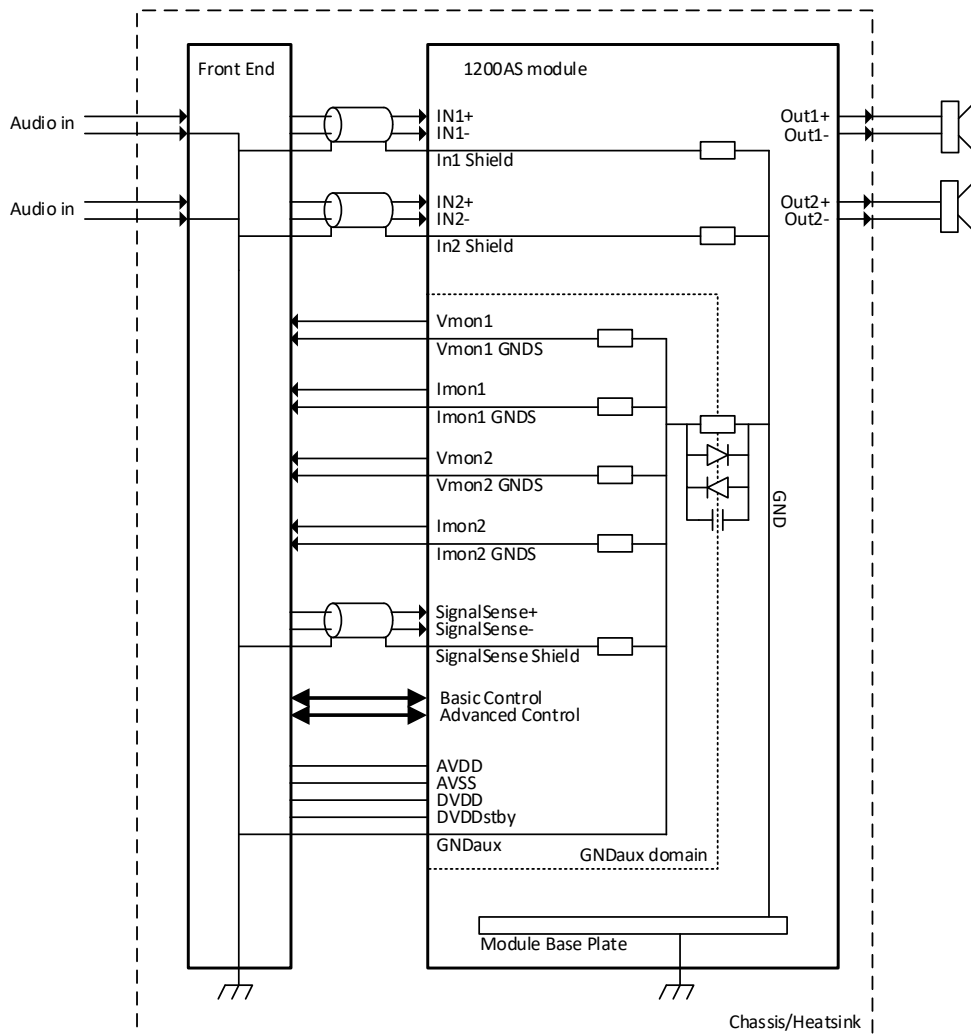 Front End
1200AS module
Audio in
IN1+
IN1-
In1 Shield
Out1+
Out1-
Audio in
IN2+
IN2-
In2 Shield
Out2+
Out2-
Vmon1
Vmon1 GNDS
Imon1
Imon1 GNDS
Vmon2
Vmon2 GNDS
Imon2
Imon2 GNDS
GND
SignalSense+
SignalSense-
SignalSense Shield
Basic Control
Advanced Control
AVDD
AVSS
DVDD
DVDDstby
GNDaux
GNDaux domain
Module Base Plate
Chassis/Heatsink